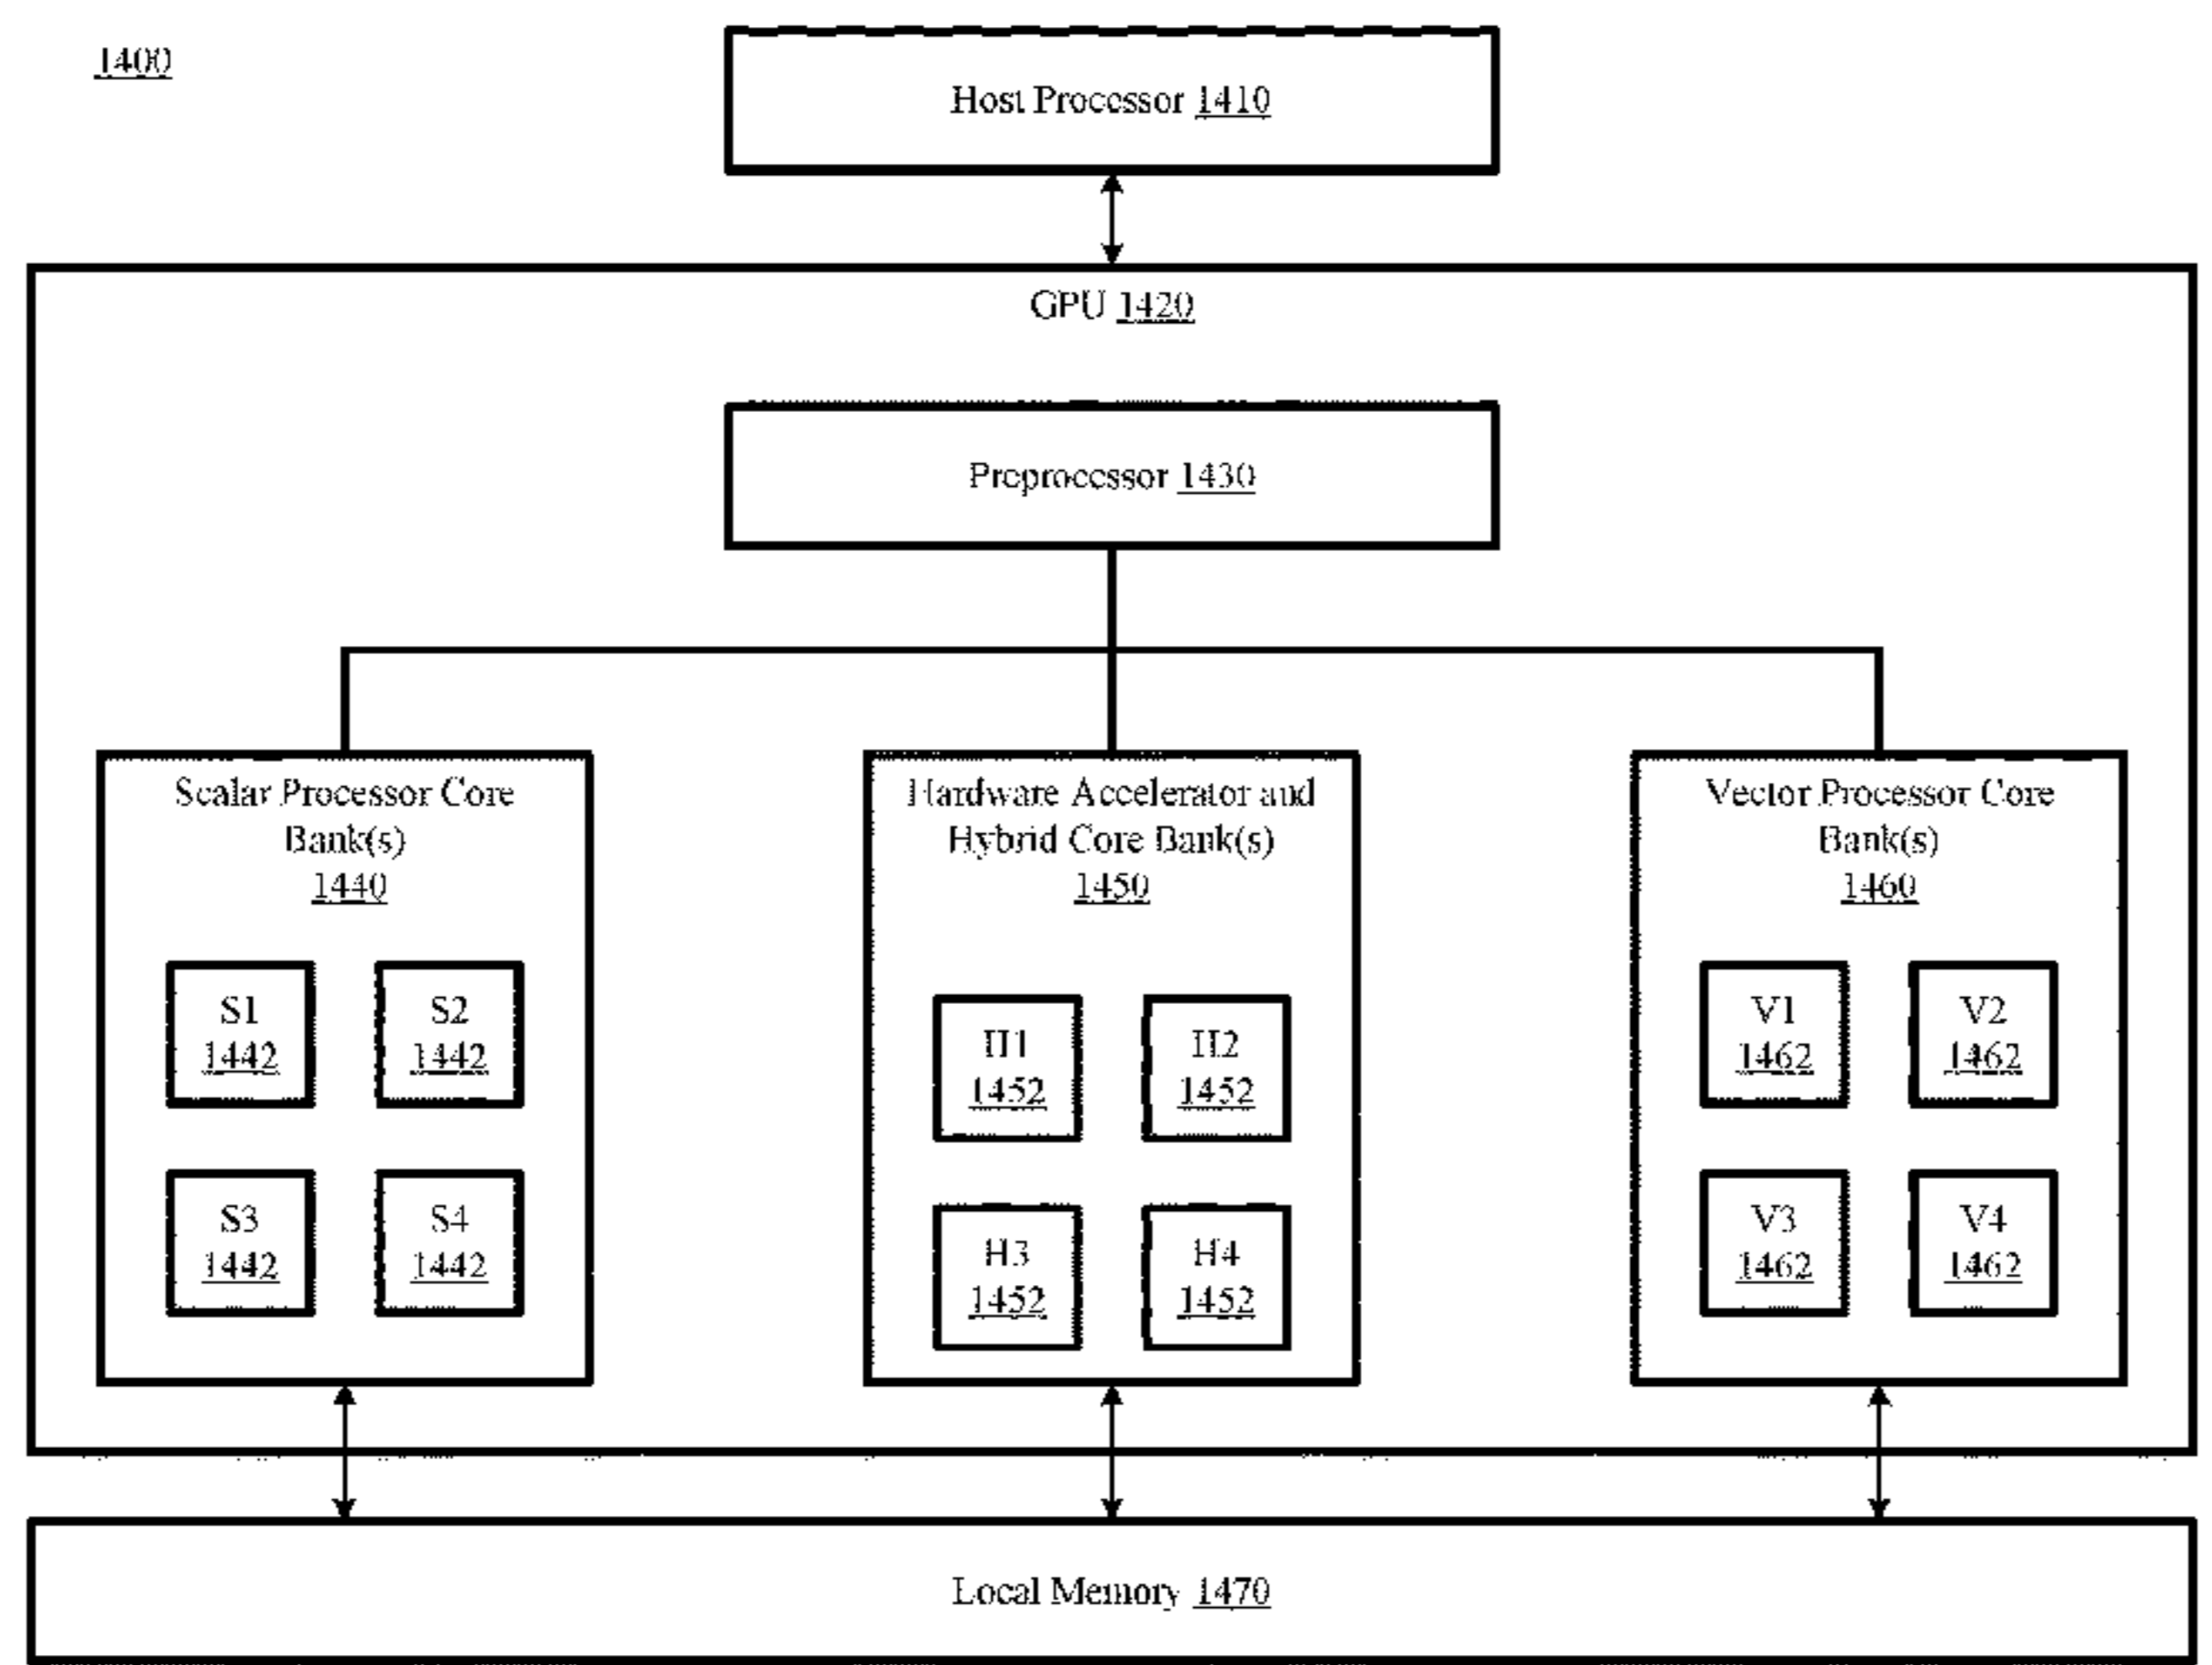 1400
Host Processor 1410
GPU 1420
Preprocessor 1430
Scalar Processor Core
Bank(s)
1440
S1
1442
S2
1442
S3
1442
S4
1442
Hardware Accelerator and
Hybrid Core Bank(s)
1450
H1
1452
H2
1452
H3
1452
H4
1452
Vector Processor Core
Bank(s)
1460
V1
1462
V2
1462
V3
1462
V4
1462
Local Memory 1470